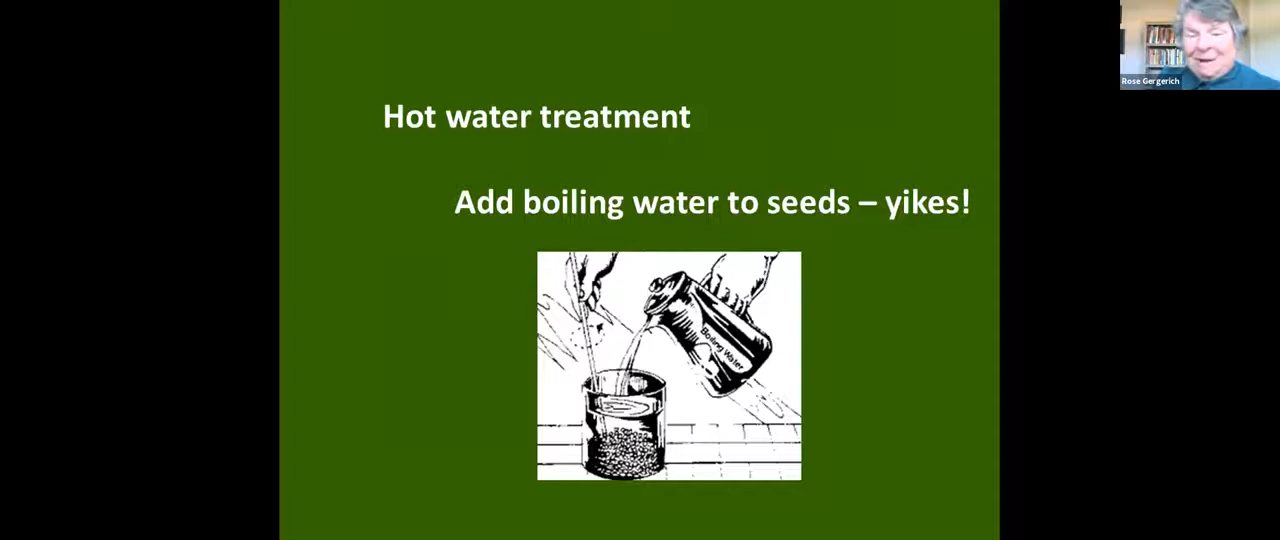 Hot water treatment
Add boiling water to seeds – yikes!
Boiling Water
Rose Gergerich